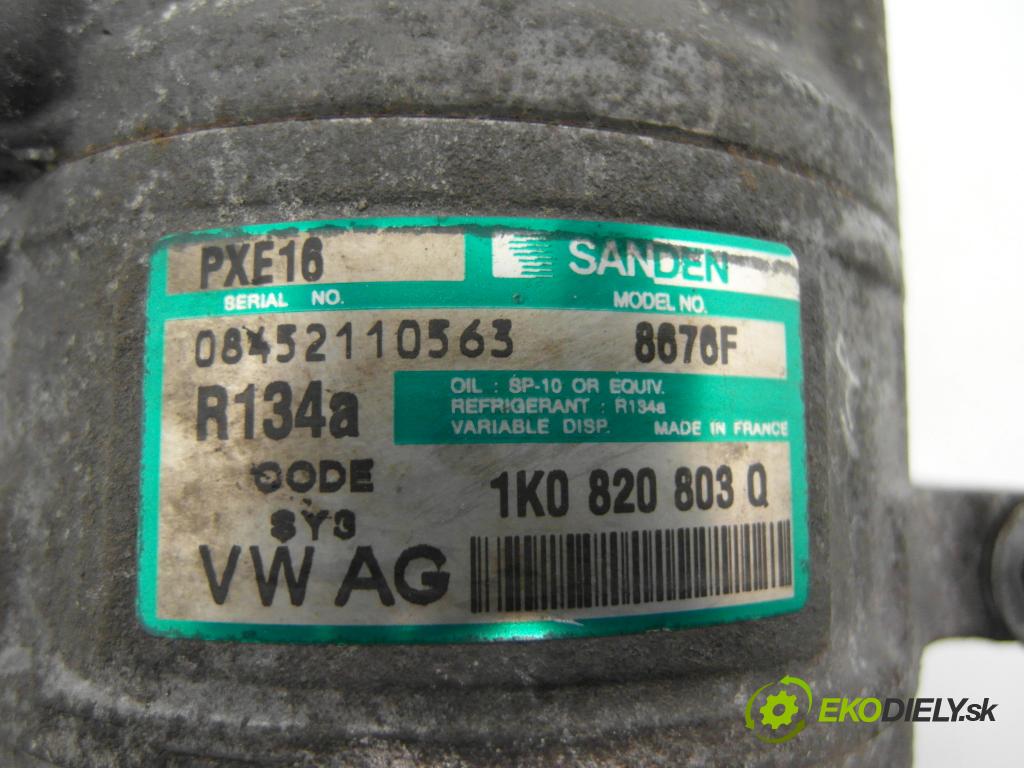 PXE16
SANDEN
SERIAL NO.
MODEL NO.
08452110563
8676F
R134a
OIL : SP-10 OR EQUIV.
REFRIGERANT : R134a
VARIABLE DISP. MADE IN FRANCE
CODE
SY3
1K0 820 803 Q
VW AG
EKODIELY.sk